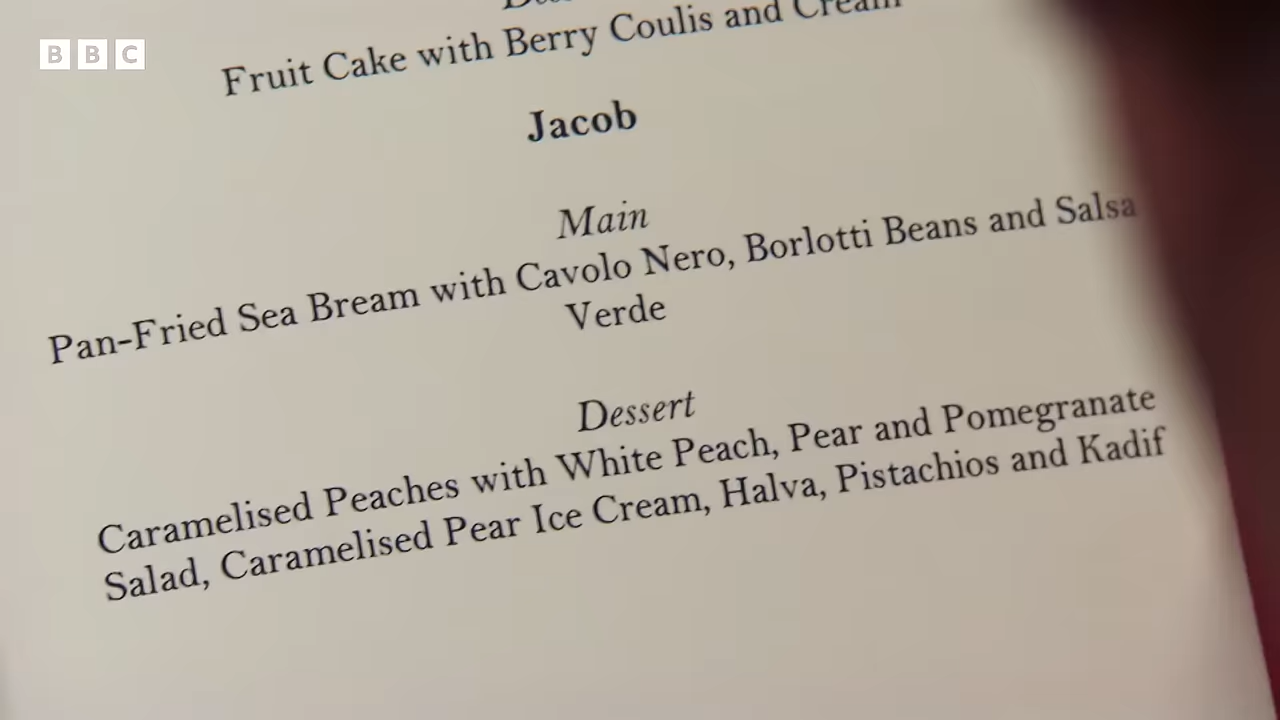 BBC
Fruit Cake with Berry Coulis and Cream
Jacob
Main
Pan-Fried Sea Bream with Cavolo Nero, Borlotti Beans and Salsa
Verde
Dessert
Caramelised Peaches with White Peach, Pear and Pomegranate
Salad, Caramelised Pear Ice Cream, Halva, Pistachios and Kadif